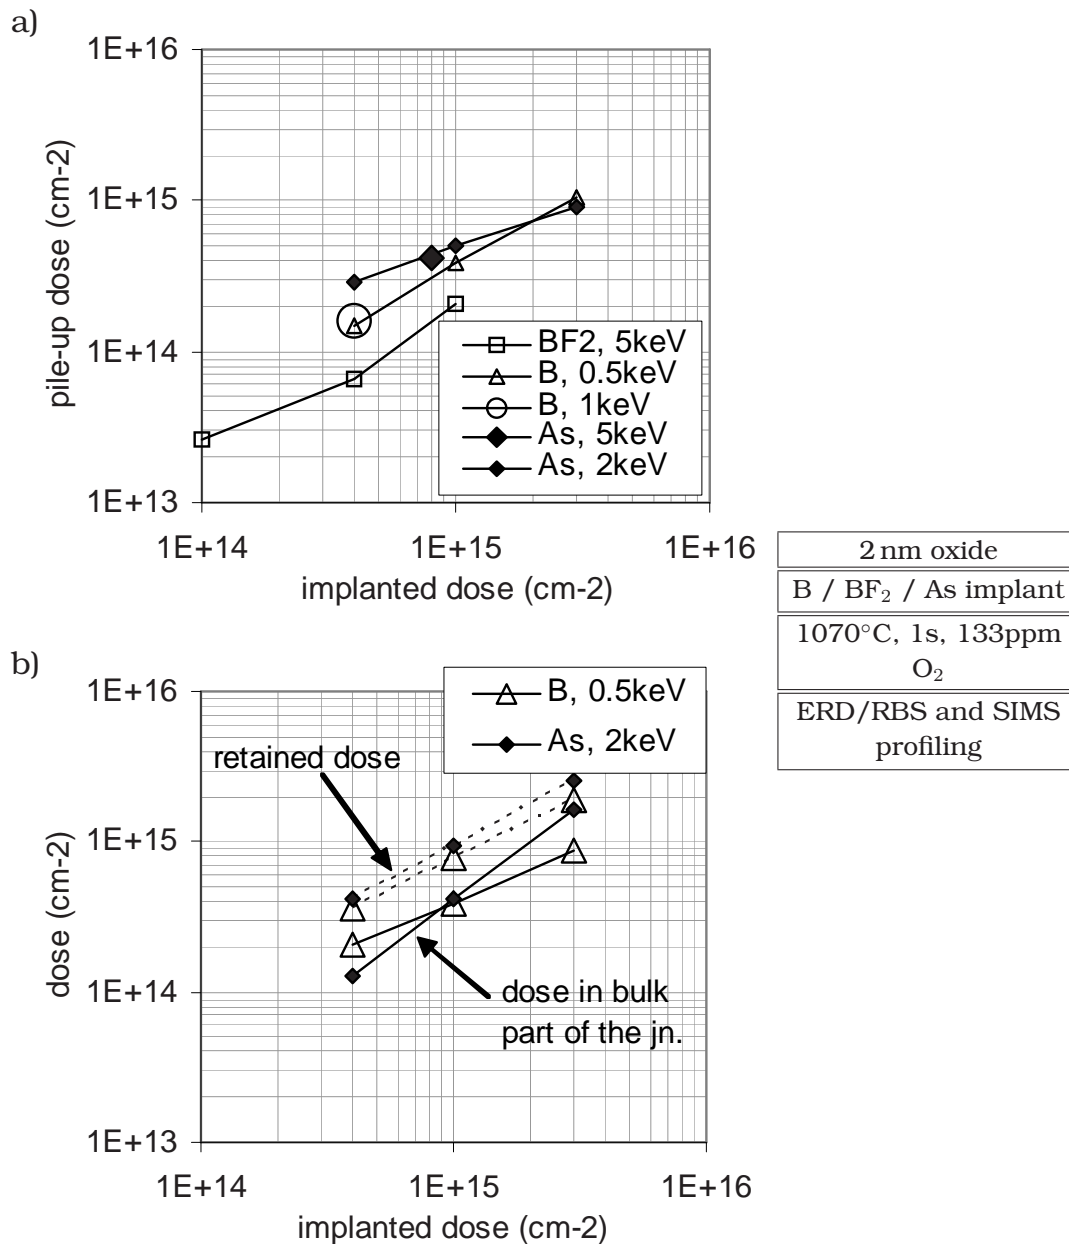 a)
1E+16
1E+15
1E+14
1E+13
pile-up dose (cm-2)
BF2, 5keV
B, 0.5keV
B, 1keV
As, 5keV
As, 2keV
1E+14 1E+15 1E+16
implanted dose (cm-2)
2 nm oxide
B / BF₂ / As implant
1070°C, 1s, 133ppm
O₂
ERD/RBS and SIMS
profiling
b)
1E+16
1E+15
1E+14
1E+13
dose (cm-2)
B, 0.5keV
As, 2keV
retained dose
dose in bulk
part of the jn.
1E+14 1E+15 1E+16
implanted dose (cm-2)